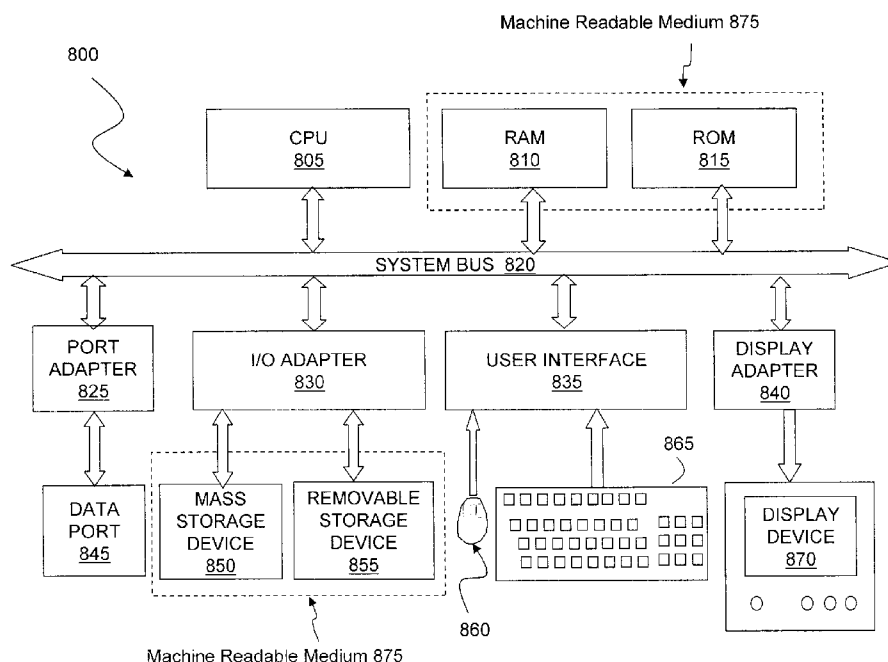 Machine Readable Medium 875
800
CPU
805
RAM
810
ROM
815
SYSTEM BUS 820
PORT
ADAPTER
825
I/O ADAPTER
830
USER INTERFACE
835
DISPLAY
ADAPTER
840
865
DATA
PORT
845
MASS
STORAGE
DEVICE
850
REMOVABLE
STORAGE
DEVICE
855
DISPLAY
DEVICE
870
860
Machine Readable Medium 875